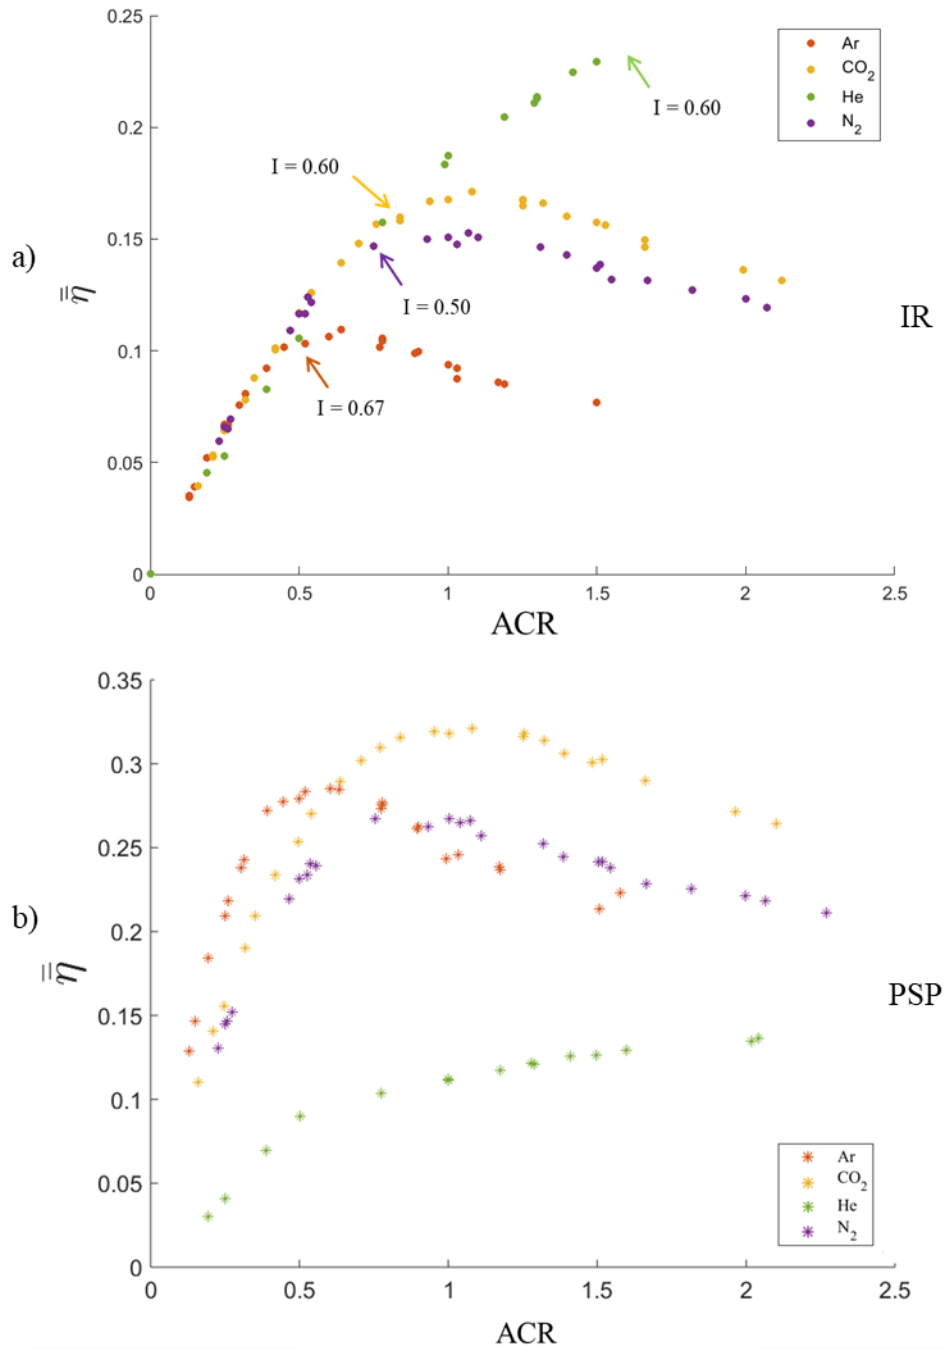 a)
0.25
0.2
0.15
0.1
0.05
0
η̿
Ar
CO₂
He
N₂
I = 0.60
I = 0.60
I = 0.50
I = 0.67
IR
0 0.5 1 1.5 2 2.5
ACR
b)
0.35
0.3
0.25
0.2
0.15
0.1
0.05
0
η̿
PSP
Ar
CO₂
He
N₂
0 0.5 1 1.5 2 2.5
ACR